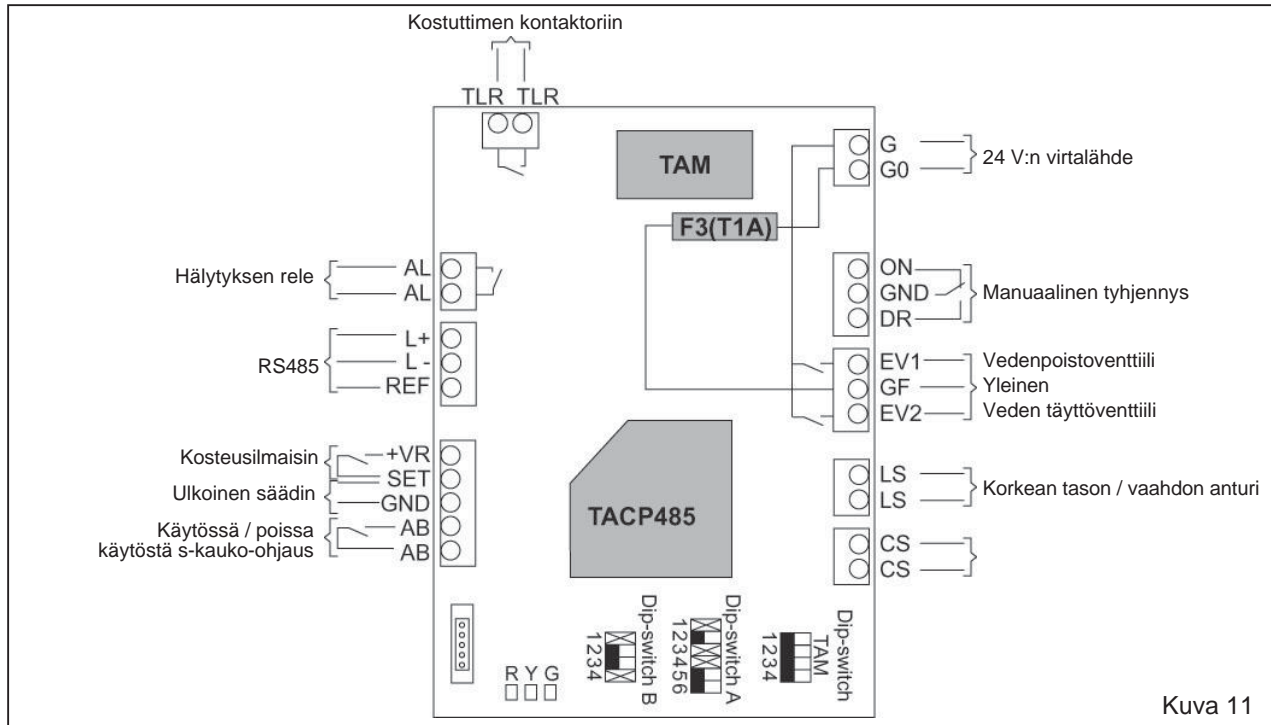 Kostuttimen kontaktoriin
TLR TLR
TAM
F3(T1A)
G
G0
24 V:n virtalähde
Hälytyksen rele
AL
AL
ON
GND
DR
Manuaalinen tyhjennys
RS485
L+
L -
REF
EV1
Vedenpoistoventtiili
GF
Yleinen
EV2
Veden täyttöventtiili
Kosteusilmaisin
+VR
SET
Ulkoinen säädin
GND
Käytössä / poissa
käytöstä s-kauko-ohjaus
AB
AB
TACP485
LS
LS
Korkean tason / vaahdon anturi
CS
CS
R Y G
1234
Dip-switch B
123456
Dip-switch A
1234
TAM
Dip-switch
Kuva 11